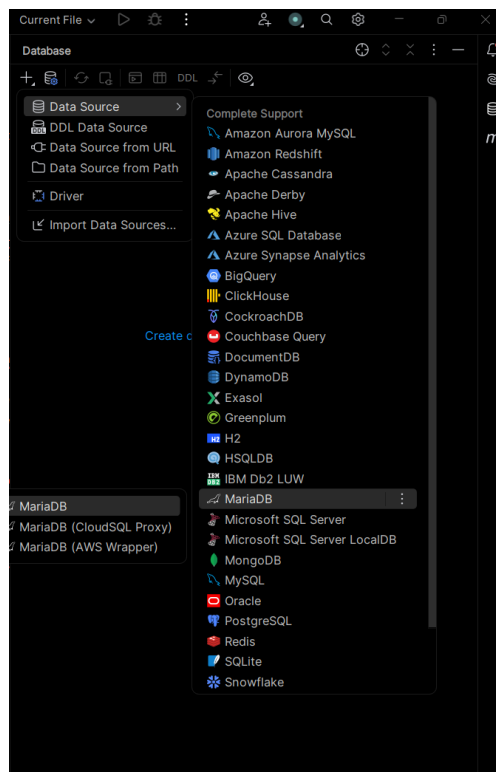 Current File
Database
DDL
Data Source
DDL Data Source
Data Source from URL
Data Source from Path
Driver
Import Data Sources...
Complete Support
Amazon Aurora MySQL
Amazon Redshift
Apache Cassandra
Apache Derby
Apache Hive
Azure SQL Database
Azure Synapse Analytics
BigQuery
ClickHouse
CockroachDB
Couchbase Query
DocumentDB
DynamoDB
Exasol
Greenplum
H2
HSQLDB
IBM Db2 LUW
MariaDB
Microsoft SQL Server
Microsoft SQL Server LocalDB
MongoDB
MySQL
Oracle
PostgreSQL
Redis
SQLite
Snowflake
Create
MariaDB
MariaDB (CloudSQL Proxy)
MariaDB (AWS Wrapper)
m